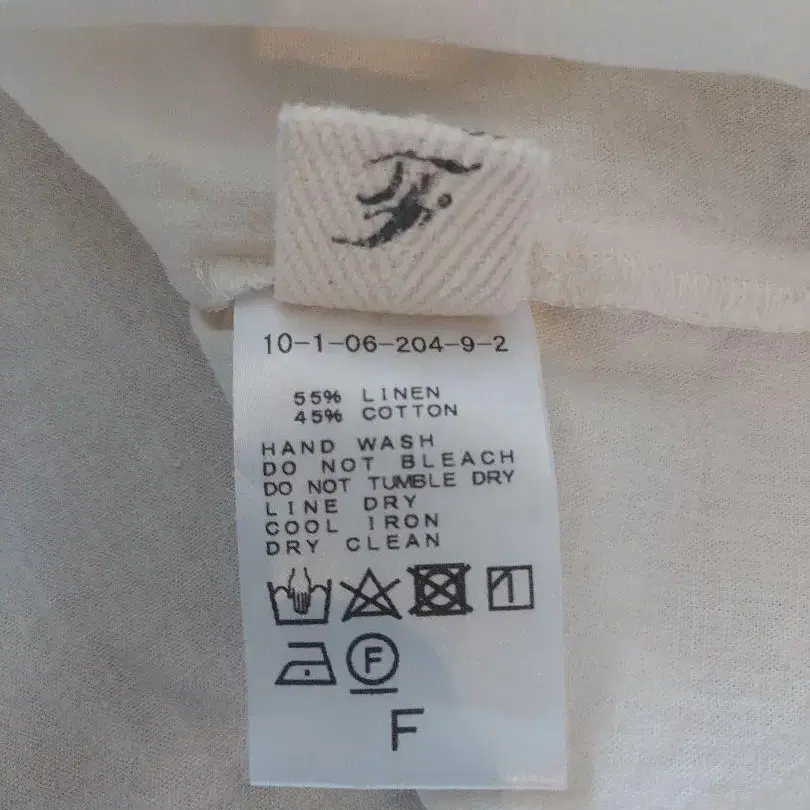 10-1-06-204-9-2
55% LINEN
45% COTTON
HAND WASH
DO NOT BLEACH
DO NOT TUMBLE DRY
LINE DRY
COOL IRON
DRY CLEAN
F
F